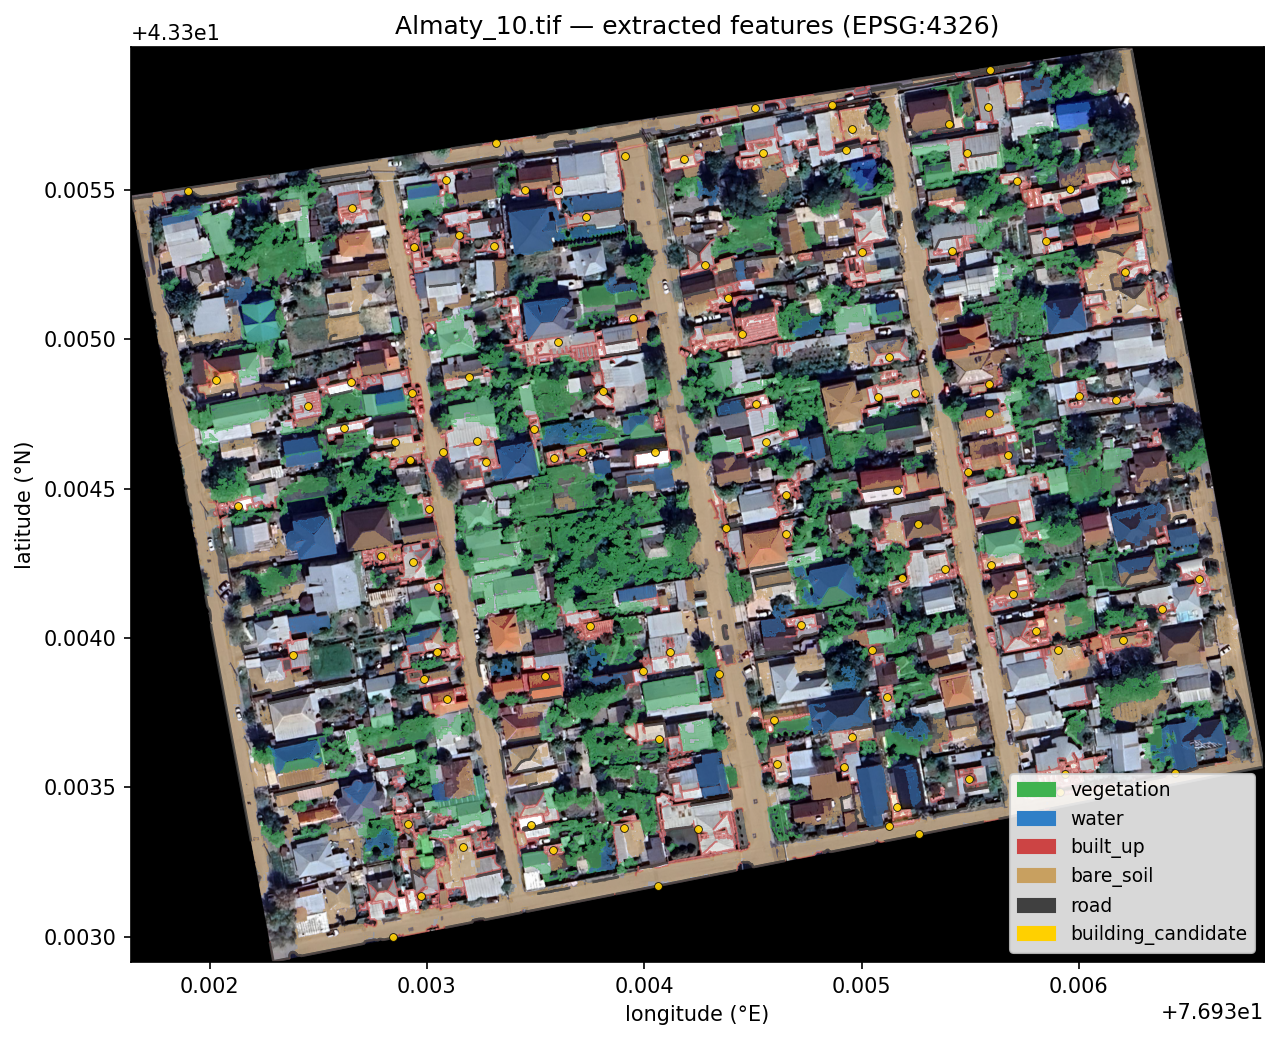 Almaty_10.tif — extracted features (EPSG:4326)
+4.33e1
0.0055
0.0050
0.0045
0.0040
0.0035
0.0030
latitude (°N)
vegetation
water
built_up
bare_soil
road
building_candidate
0.002
0.003
0.004
0.005
0.006
longitude (°E)
+7.693e1